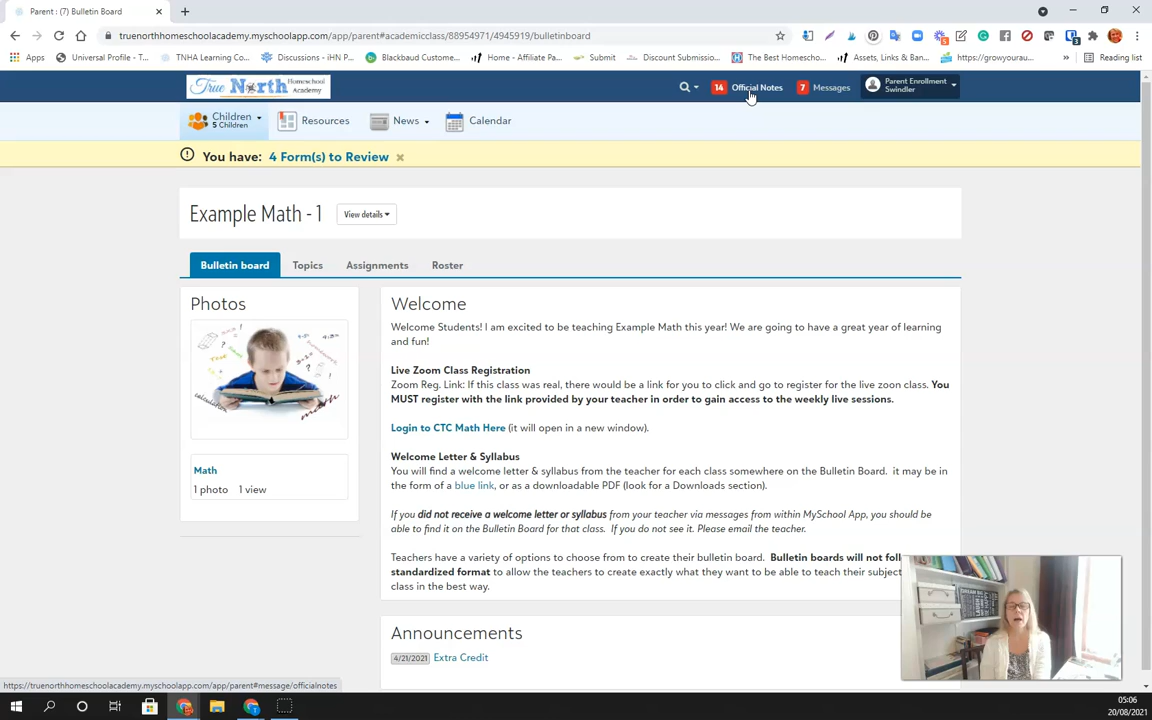 Parent : (7) Bulletin Board
truenorthhomeschoolacademy.myschoolapp.com/app/parent#academicclass/88954971/4945919/bulletinboard
Apps
Universal Profile - T...
TNHA Learning Co...
Discussions - iHN P...
Blackbaud Custome...
Home - Affiliate Pa...
Submit
Discount Submissio...
The Best Homescho...
Assets, Links & Ban...
https://growyourau...
»
Reading list
True North Homeschool Academy
14 Official Notes
7 Messages
Parent Enrollment
Swindler
Children
5 Children
Resources
News
Calendar
You have: 4 Form(s) to Review
Example Math - 1
View details
Bulletin board
Topics
Assignments
Roster
Photos
calculation
math
Math
1 photo 1 view
Welcome
Welcome Students! I am excited to be teaching Example Math this year! We are going to have a great year of learning
and fun!
Live Zoom Class Registration
Zoom Reg. Link: If this class was real, there would be a link for you to click and go to register for the live zoon class. You
MUST register with the link provided by your teacher in order to gain access to the weekly live sessions.
Login to CTC Math Here (it will open in a new window).
Welcome Letter & Syllabus
You will find a welcome letter & syllabus from the teacher for each class somewhere on the Bulletin Board. it may be in
the form of a blue link, or as a downloadable PDF (look for a Downloads section).
If you did not receive a welcome letter or syllabus from your teacher via messages from within MySchool App, you should be
able to find it on the Bulletin Board for that class. If you do not see it. Please email the teacher.
Teachers have a variety of options to choose from to create their bulletin board. Bulletin boards will not foll
standardized format to allow the teachers to create exactly what they want to be able to teach their subject
class in the best way.
Announcements
4/21/2021 Extra Credit
https://truenorthhomeschoolacademy.myschoolapp.com/app/parent#message/officialnotes
05:06
20/08/2021